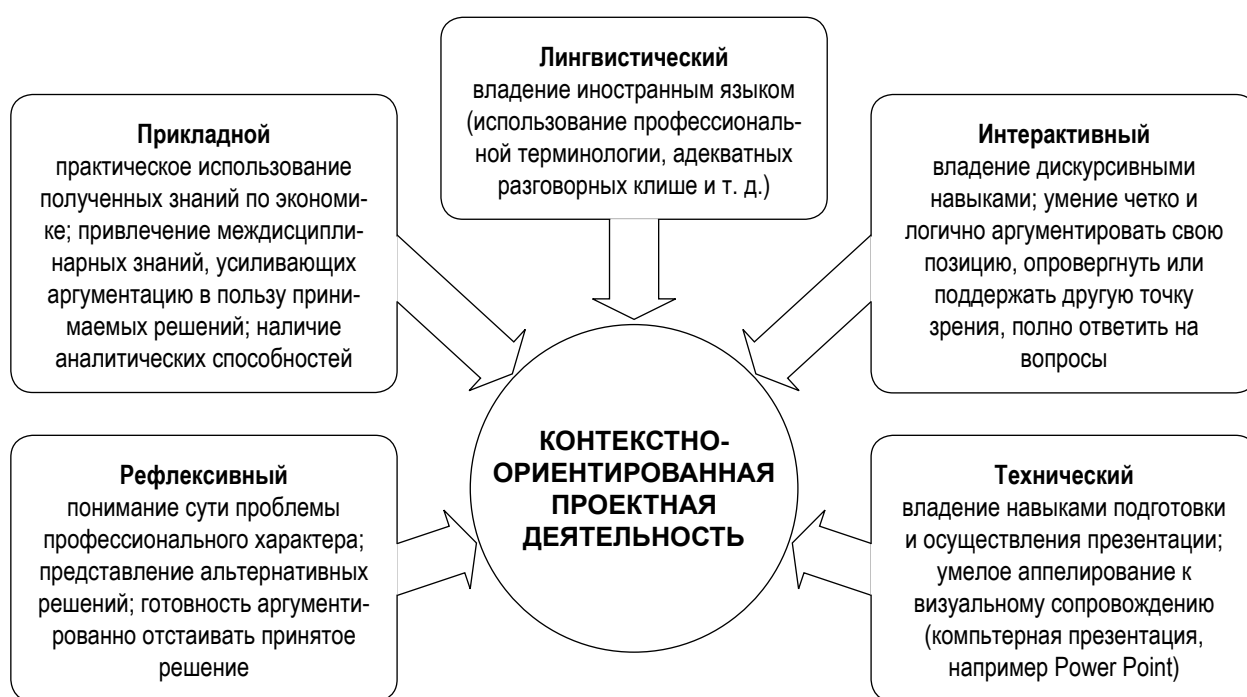 Лингвистический
владение иностранным языком
(использование профессиональ-
ной терминологии, адекватных
разговорных клише и т. д.)
Прикладной
практическое использование
полученных знаний по экономи-
ке; привлечение междисципли-
нарных знаний, усиливающих
аргументацию в пользу прини-
маемых решений; наличие
аналитических способностей
Интерактивный
владение дискурсивными
навыками; умение четко и
логично аргументировать свою
позицию, опровергнуть или
поддержать другую точку
зрения, полно ответить на
вопросы
КОНТЕКСТНО-
ОРИЕНТИРОВАННАЯ
ПРОЕКТНАЯ
ДЕЯТЕЛЬНОСТЬ
Рефлексивный
понимание сути проблемы
профессионального характера;
представление альтернативных
решений; готовность аргументи-
рованно отстаивать принятое
решение
Технический
владение навыками подготовки
и осуществления презентации;
умелое аппелирование к
визуальному сопровождению
(компьтерная презентация,
например Power Point)